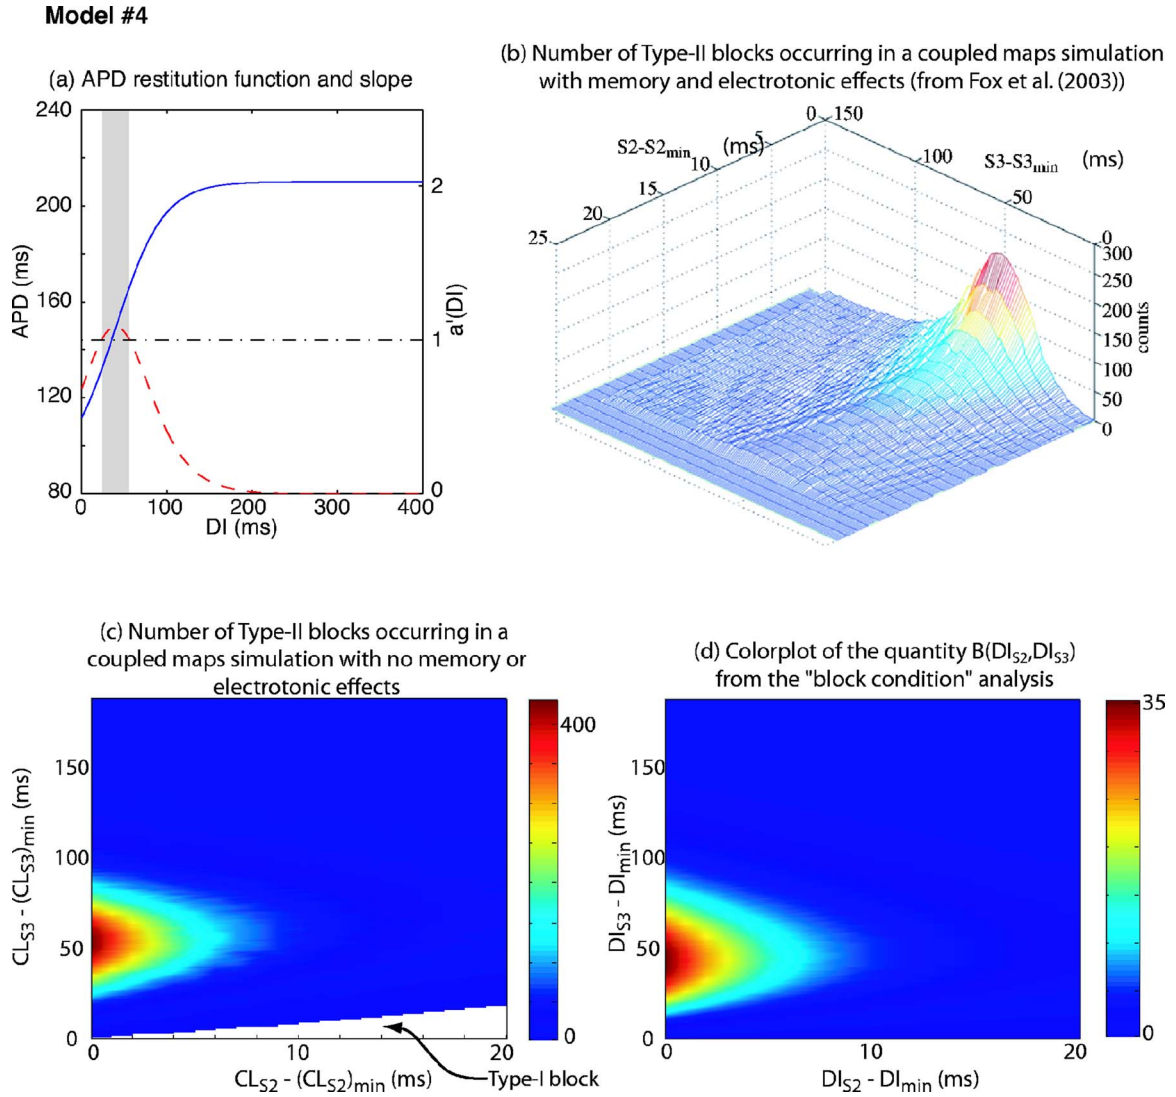 Model #4
(a) APD restitution function and slope
240
200
160
120
80
APD (ms)
0
100
200
300
400
DI (ms)
2
1
0
a'(DI)
(b) Number of Type-II blocks occurring in a coupled maps simulation
with memory and electrotonic effects (from Fox et al. (2003))
S2-S2min (ms)
0
5
10
15
20
25
S3-S3min (ms)
150
100
50
0
300
250
200
150
100
50
0
counts
(c) Number of Type-II blocks occurring in a
coupled maps simulation with no memory or
electrotonic effects
CLS3 - (CLS3)min (ms)
150
100
50
0
0
10
20
CLS2 - (CLS2)min (ms)
Type-I block
400
0
(d) Colorplot of the quantity B(DIS2,DIS3)
from the "block condition" analysis
DIS3 - DImin (ms)
150
100
50
0
0
10
20
DIS2 - DImin (ms)
35
0